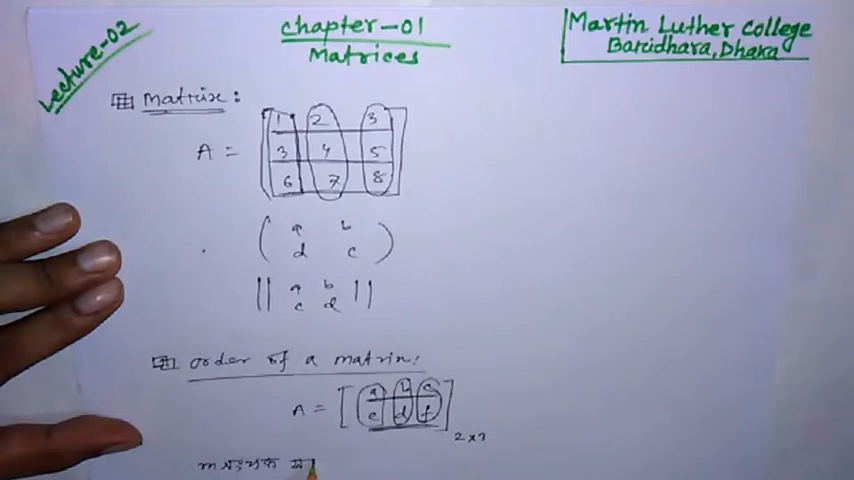 Lecture-02
chapter-01
Matrices
Martin Luther College
Baridhara, Dhaka
Matrix:
A = [1 2 3
3 4 5
6 7 8]
( a b
d c )
|| a b
c d ||
order of a matrix:
A = [a b c
e d f] 2×3
m সংখ্যক সা